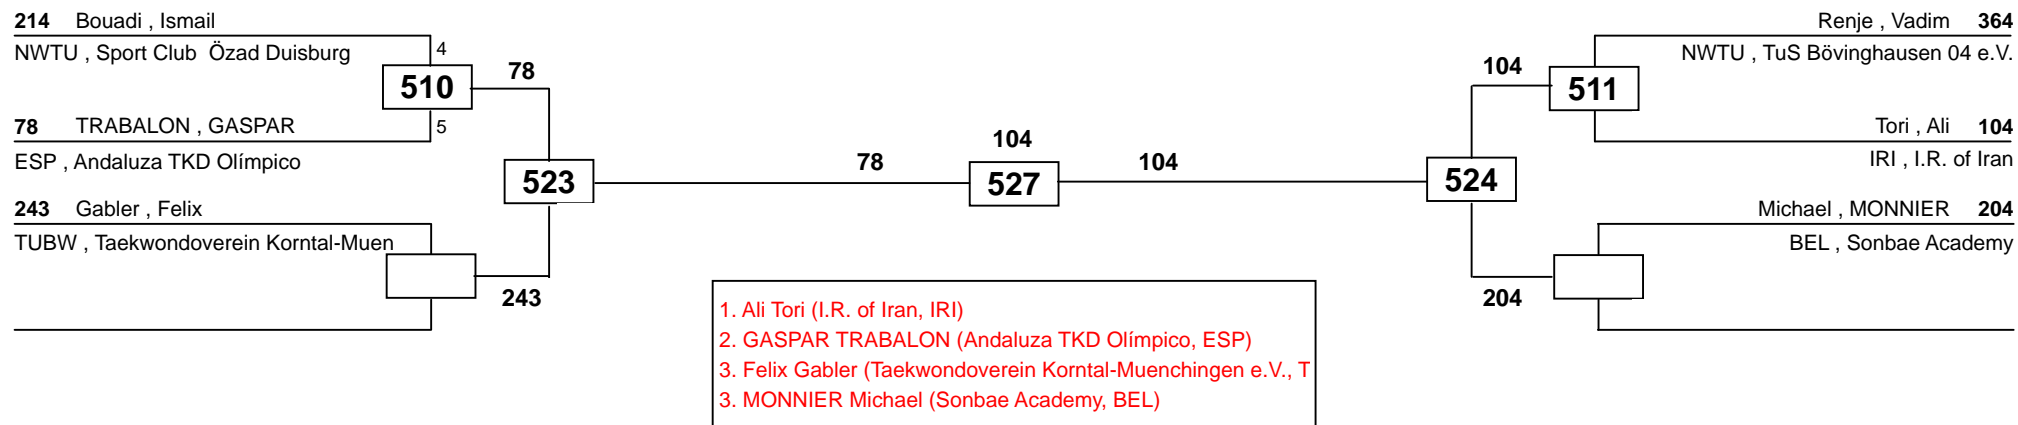 214 Bouadi , Ismail
NWTU , Sport Club Özad Duisburg
4
510
78
5
78 TRABALON , GASPAR
ESP , Andaluza TKD Olímpico
523
243 Gabler , Felix
TUBW , Taekwondoverein Korntal-Muen
243
78
104
527
104
Renje , Vadim 364
NWTU , TuS Bövinghausen 04 e.V.
104
511
Tori , Ali 104
IRI , I.R. of Iran
524
Michael , MONNIER 204
BEL , Sonbae Academy
204
1. Ali Tori (I.R. of Iran, IRI)
2. GASPAR TRABALON (Andaluza TKD Olímpico, ESP)
3. Felix Gabler (Taekwondoverein Korntal-Muenchingen e.V., T
3. MONNIER Michael (Sonbae Academy, BEL)